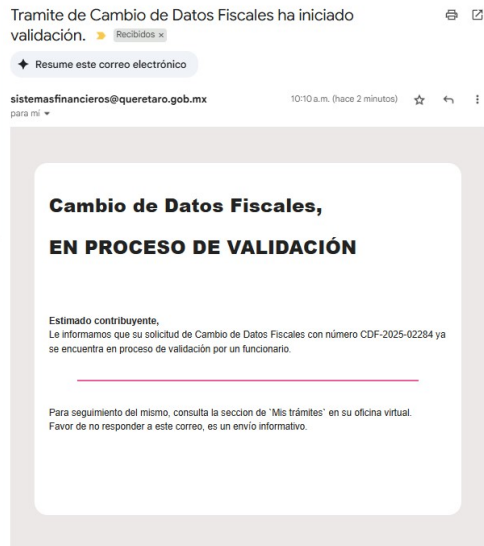 Tramite de Cambio de Datos Fiscales ha iniciado
validación. Recibidos x
Resume este correo electrónico
sistemasfinancieros@queretaro.gob.mx 10:10 a.m. (hace 2 minutos)
para mí
Cambio de Datos Fiscales,
EN PROCESO DE VALIDACIÓN
Estimado contribuyente,
Le informamos que su solicitud de Cambio de Datos Fiscales con número CDF-2025-02284 ya
se encuentra en proceso de validación por un funcionario.
Para seguimiento del mismo, consulta la seccion de `Mis trámites` en su oficina virtual.
Favor de no responder a este correo, es un envío informativo.